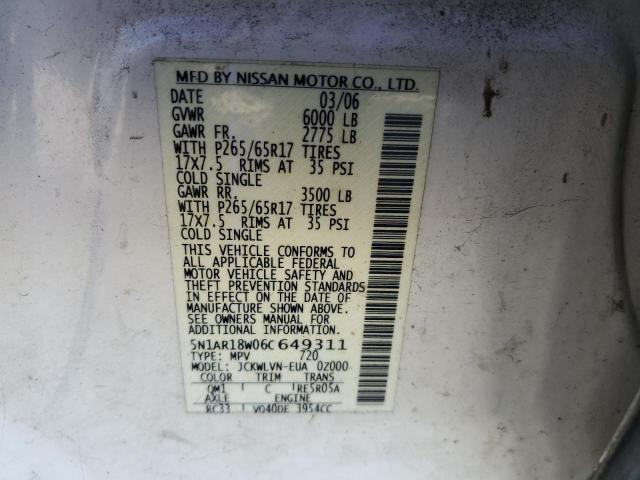 MFD BY NISSAN MOTOR CO., LTD.
DATE 03/06
GVWR 6000 LB
GAWR FR. 2775 LB
WITH P265/65R17 TIRES
17X7.5 RIMS AT 35 PSI
COLD SINGLE
GAWR RR. 3500 LB
WITH P265/65R17 TIRES
17X7.5 RIMS AT 35 PSI
COLD SINGLE
THIS VEHICLE CONFORMS TO
ALL APPLICABLE FEDERAL
MOTOR VEHICLE SAFETY AND
THEFT PREVENTION STANDARDS
IN EFFECT ON THE DATE OF
MANUFACTURE SHOWN ABOVE.
SEE OWNERS MANUAL FOR
ADDITIONAL INFORMATION.
5N1AR18W06C649311
TYPE: MPV 720
MODEL: JCKWLVN-EUA 0Z000
COLOR TRIM TRANS
QM1 C RE5R05A
AXLE ENGINE
RC33 VQ40DE 3954CC